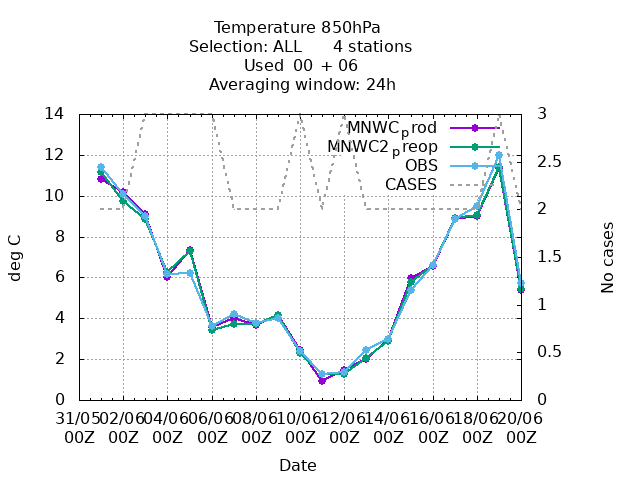 Temperature 850hPa
Selection: ALL 4 stations
Used 00 + 06
Averaging window: 24h
14 3
MNWCprod
MNWC2preop
12 2.5
OBS
CASES
10 2
8 1.5
6 1
4
2 0.5
0 0
deg C
No cases
31/05 02/06 04/06 06/06 08/06 10/06 12/06 14/06 16/06 18/06 20/06
00Z 00Z 00Z 00Z 00Z 00Z 00Z 00Z 00Z 00Z 00Z
Date